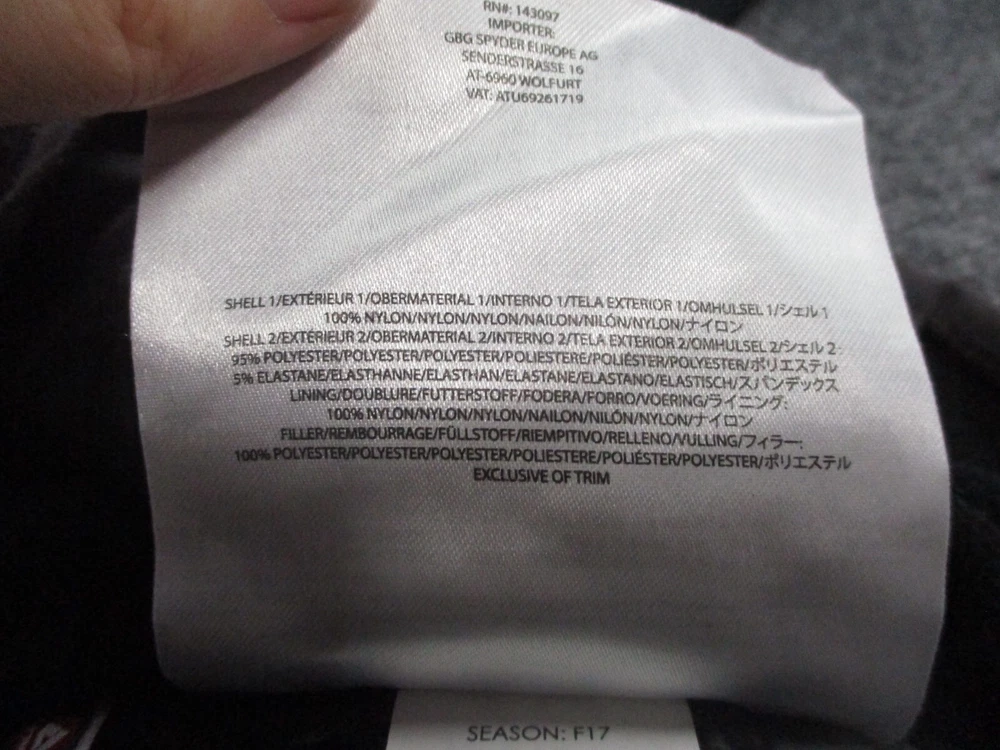 RN#: 143097
IMPORTER:
GBG SPYDER EUROPE AG
SENDERSTRASSE 16
AT-6960 WOLFURT
VAT: ATU69261719
SHELL 1/EXTÉRIEUR 1/OBERMATERIAL 1/INTERNO 1/TELA EXTERIOR 1/OMHULSEL 1/シェル 1
100% NYLON/NYLON/NYLON/NAILON/NILÓN/NYLON/ナイロン
SHELL 2/EXTÉRIEUR 2/OBERMATERIAL 2/INTERNO 2/TELA EXTERIOR 2/OMHULSEL 2/シェル 2:
95% POLYESTER/POLYESTER/POLYESTER/POLIESTERE/POLIÉSTER/POLYESTER/ポリエステル
5% ELASTANE/ELASTHANNE/ELASTHAN/ELASTANE/ELASTANO/ELASTISCH/スパンデックス
LINING/DOUBLURE/FUTTERSTOFF/FODERA/FORRO/VOERING/ライニング:
100% NYLON/NYLON/NYLON/NAILON/NILÓN/NYLON/ナイロン
FILLER/REMBOURRAGE/FÜLLSTOFF/RIEMPITIVO/RELLENO/VULLING/フィラー:
100% POLYESTER/POLYESTER/POLYESTER/POLIESTERE/POLIÉSTER/POLYESTER/ポリエステル
EXCLUSIVE OF TRIM
SEASON: F17